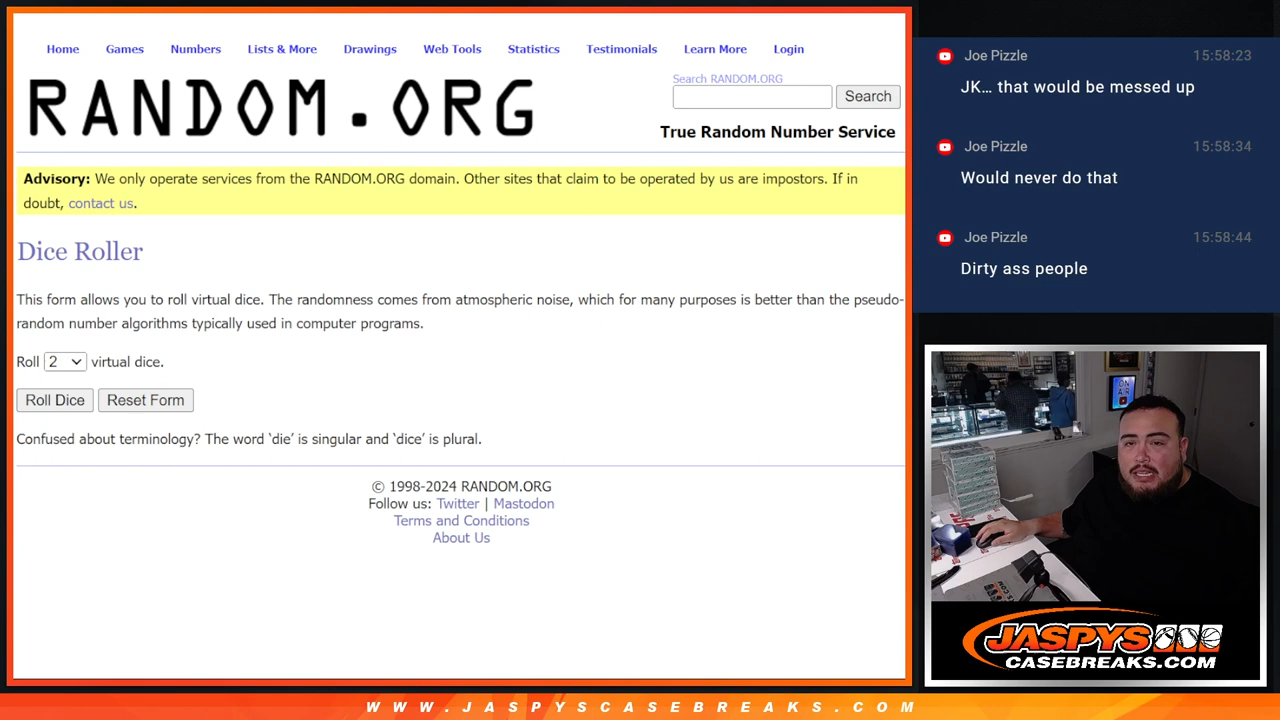 Home Games Numbers Lists & More Drawings Web Tools Statistics Testimonials Learn More Login
RANDOM.ORG
Search RANDOM.ORG
Search
True Random Number Service
Advisory: We only operate services from the RANDOM.ORG domain. Other sites that claim to be operated by us are impostors. If in
doubt, contact us.
Dice Roller
This form allows you to roll virtual dice. The randomness comes from atmospheric noise, which for many purposes is better than the pseudo-
random number algorithms typically used in computer programs.
Roll 2 virtual dice.
Roll Dice Reset Form
Confused about terminology? The word ‘die’ is singular and ‘dice’ is plural.
© 1998-2024 RANDOM.ORG
Follow us: Twitter | Mastodon
Terms and Conditions
About Us
Joe Pizzle 15:58:23
JK... that would be messed up
Joe Pizzle 15:58:34
Would never do that
Joe Pizzle 15:58:44
Dirty ass people
ON
AIR
JASPYS
CASEBREAKS.COM
WWW.JASPYSCASEBREAKS.COM